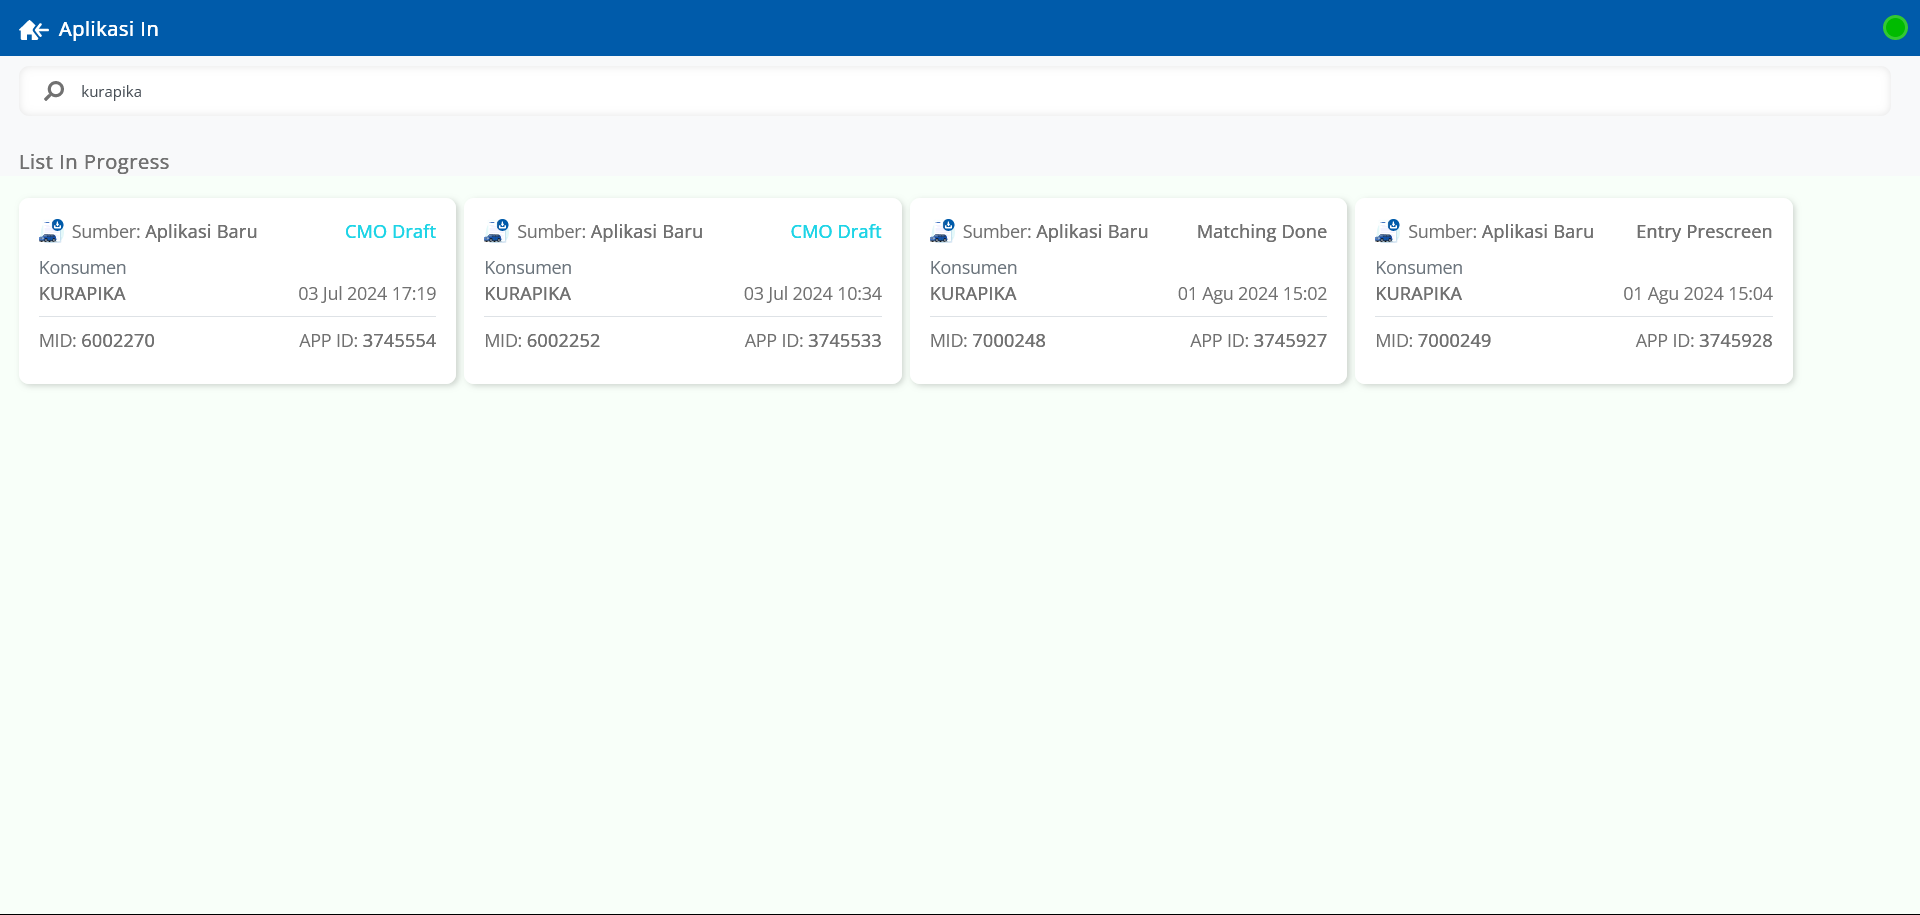 Aplikasi In
kurapika
List In Progress
Sumber: Aplikasi Baru CMO Draft
Konsumen
KURAPIKA 03 Jul 2024 17:19
MID: 6002270 APP ID: 3745554
Sumber: Aplikasi Baru CMO Draft
Konsumen
KURAPIKA 03 Jul 2024 10:34
MID: 6002252 APP ID: 3745533
Sumber: Aplikasi Baru Matching Done
Konsumen
KURAPIKA 01 Agu 2024 15:02
MID: 7000248 APP ID: 3745927
Sumber: Aplikasi Baru Entry Prescreen
Konsumen
KURAPIKA 01 Agu 2024 15:04
MID: 7000249 APP ID: 3745928